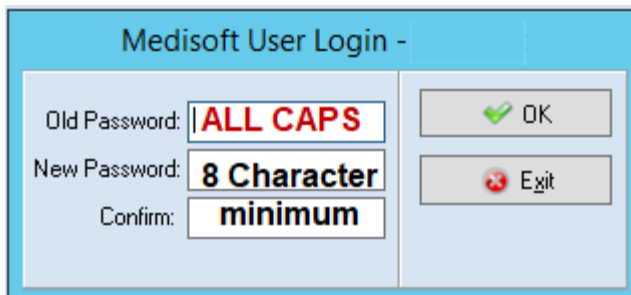 Medisoft User Login -
Old Password: ALL CAPS
OK
New Password: 8 Character
Exit
Confirm: minimum